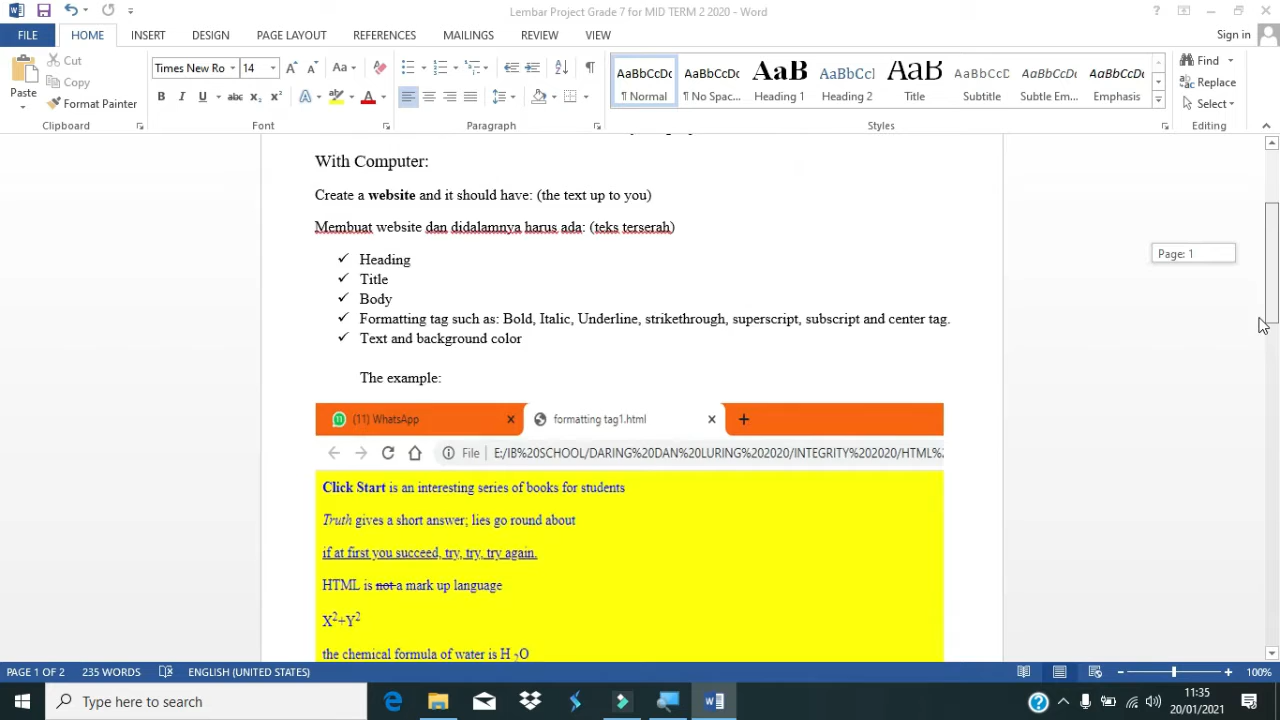 Lembar Project Grade 7 for MID TERM 2 2020 - Word
FILE HOME INSERT DESIGN PAGE LAYOUT REFERENCES MAILINGS REVIEW VIEW Sign in
Paste
Cut
Copy
Format Painter
Clipboard
Times New Ro 14
Font
Paragraph
AaBbCcDc AaBbCcDc AaB AaBbCcl AaB AaBbCcD AaBbCcDt AaBbCcDt
¶ Normal ¶ No Spac... Heading 1 Heading 2 Title Subtitle Subtle Em... Emphasis
Styles
Find
Replace
Select
Editing
With Computer:
Create a website and it should have: (the text up to you)
Membuat website dan didalamnya harus ada: (teks terserah)
Page: 1
✓ Heading
✓ Title
✓ Body
✓ Formatting tag such as: Bold, Italic, Underline, strikethrough, superscript, subscript and center tag.
✓ Text and background color
The example:
(11) WhatsApp
formatting tag1.html
File E:/IB%20SCHOOL/DARING%20DAN%20LURING%202020/INTEGRITY%202020/HTML%
Click Start is an interesting series of books for students
Truth gives a short answer; lies go round about
if at first you succeed, try, try, try again.
HTML is not a mark up language
X2+Y2
the chemical formula of water is H 2O
PAGE 1 OF 2 235 WORDS ENGLISH (UNITED STATES) 100%
Type here to search
11:35
20/01/2021